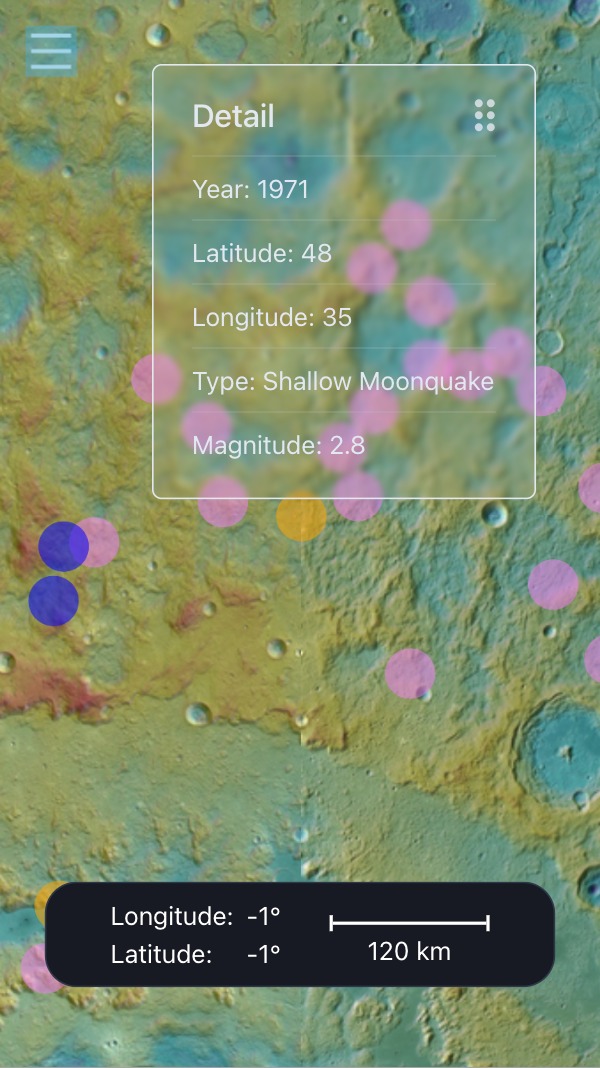 Detail
Year: 1971
Latitude: 48
Longitude: 35
Type: Shallow Moonquake
Magnitude: 2.8
Longitude: -1°
Latitude: -1°
120 km